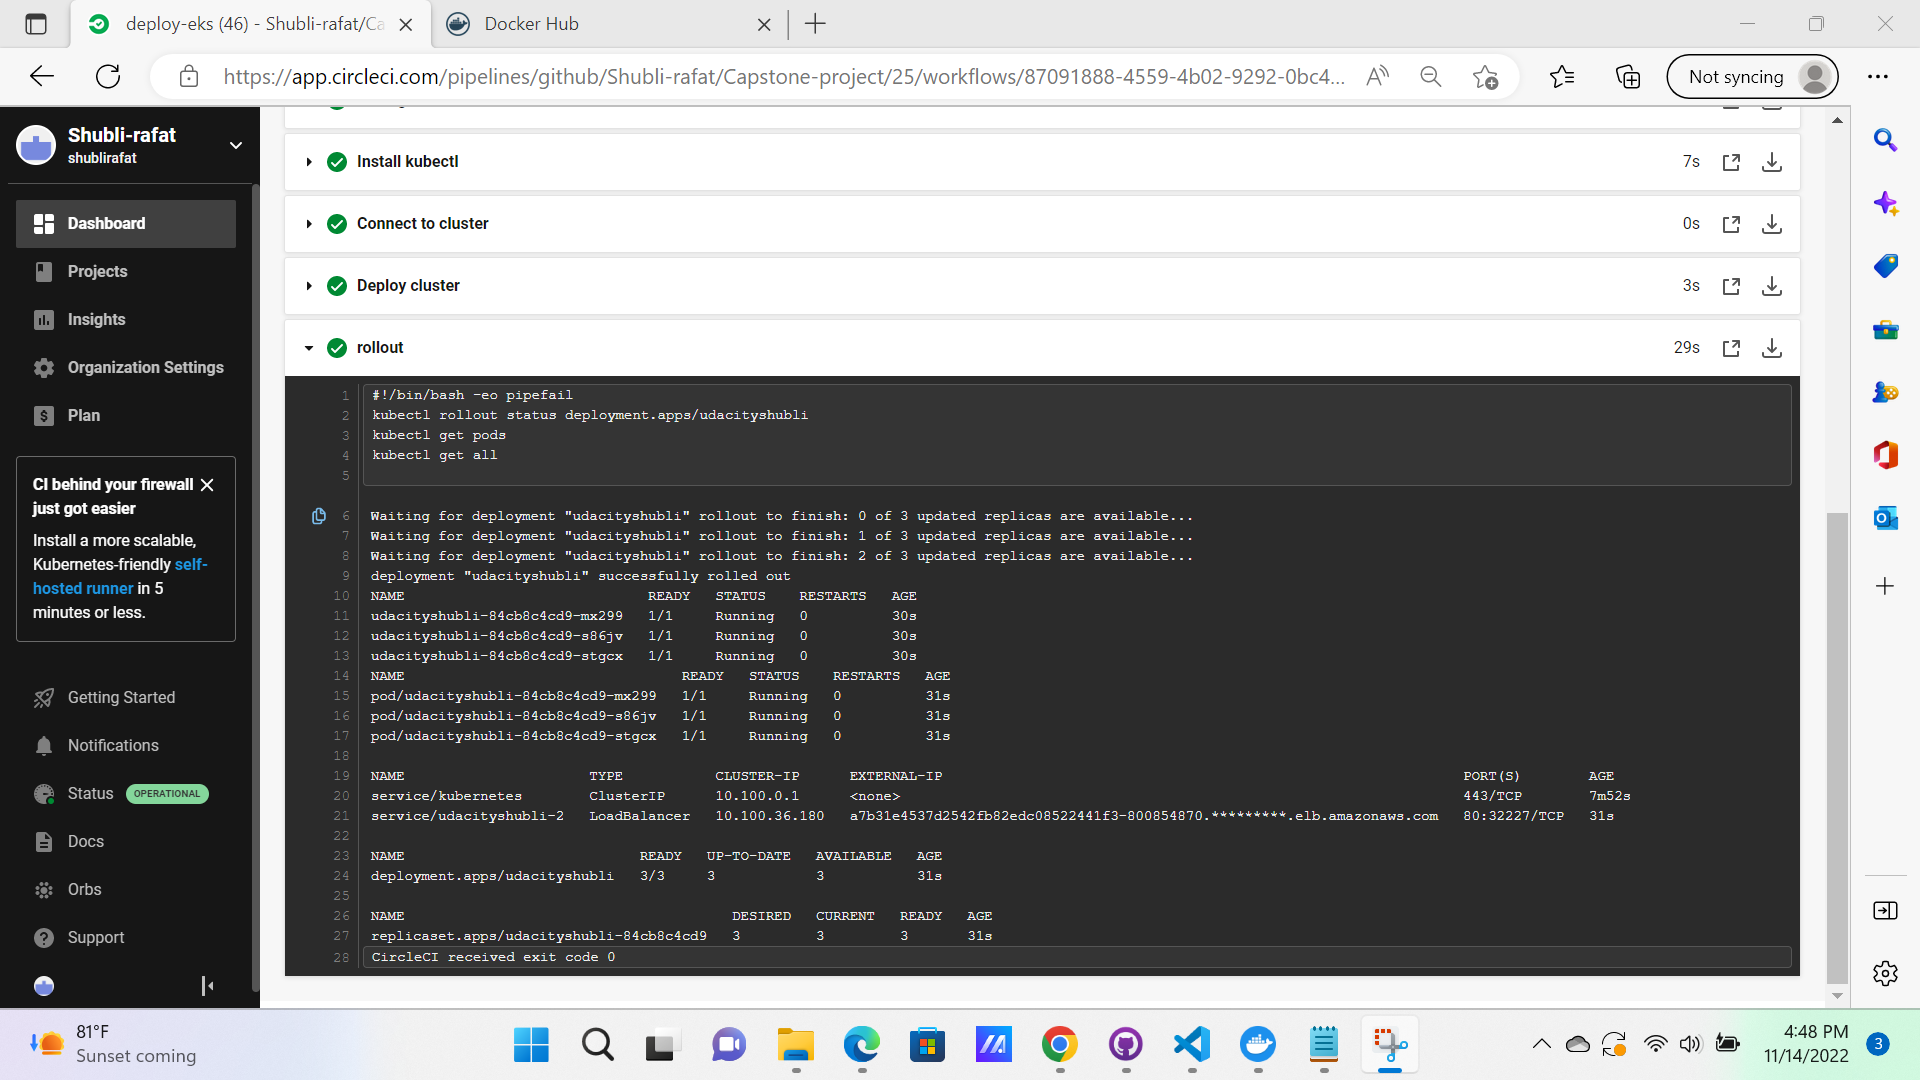 deploy-eks (46) - Shubli-rafat/Ca
Docker Hub
https://app.circleci.com/pipelines/github/Shubli-rafat/Capstone-project/25/workflows/87091888-4559-4b02-9292-0bc4...
Not syncing
Shubli-rafat
shublirafat
Dashboard
Projects
Insights
Organization Settings
Plan
CI behind your firewall
just got easier
Install a more scalable,
Kubernetes-friendly self-
hosted runner in 5
minutes or less.
Getting Started
Notifications
Status OPERATIONAL
Docs
Orbs
Support
Install kubectl 7s
Connect to cluster 0s
Deploy cluster 3s
rollout 29s
1 #!/bin/bash -eo pipefail
2 kubectl rollout status deployment.apps/udacityshubli
3 kubectl get pods
4 kubectl get all
5
6 Waiting for deployment "udacityshubli" rollout to finish: 0 of 3 updated replicas are available...
7 Waiting for deployment "udacityshubli" rollout to finish: 1 of 3 updated replicas are available...
8 Waiting for deployment "udacityshubli" rollout to finish: 2 of 3 updated replicas are available...
9 deployment "udacityshubli" successfully rolled out
10 NAME READY STATUS RESTARTS AGE
11 udacityshubli-84cb8c4cd9-mx299 1/1 Running 0 30s
12 udacityshubli-84cb8c4cd9-s86jv 1/1 Running 0 30s
13 udacityshubli-84cb8c4cd9-stgcx 1/1 Running 0 30s
14 NAME READY STATUS RESTARTS AGE
15 pod/udacityshubli-84cb8c4cd9-mx299 1/1 Running 0 31s
16 pod/udacityshubli-84cb8c4cd9-s86jv 1/1 Running 0 31s
17 pod/udacityshubli-84cb8c4cd9-stgcx 1/1 Running 0 31s
18
19 NAME TYPE CLUSTER-IP EXTERNAL-IP PORT(S) AGE
20 service/kubernetes ClusterIP 10.100.0.1 <none> 443/TCP 7m52s
21 service/udacityshubli-2 LoadBalancer 10.100.36.180 a7b31e4537d2542fb82edc08522441f3-800854870.*********.elb.amazonaws.com 80:32227/TCP 31s
22
23 NAME READY UP-TO-DATE AVAILABLE AGE
24 deployment.apps/udacityshubli 3/3 3 3 31s
25
26 NAME DESIRED CURRENT READY AGE
27 replicaset.apps/udacityshubli-84cb8c4cd9 3 3 3 31s
28 CircleCI received exit code 0
81°F
Sunset coming
4:48 PM
11/14/2022
3